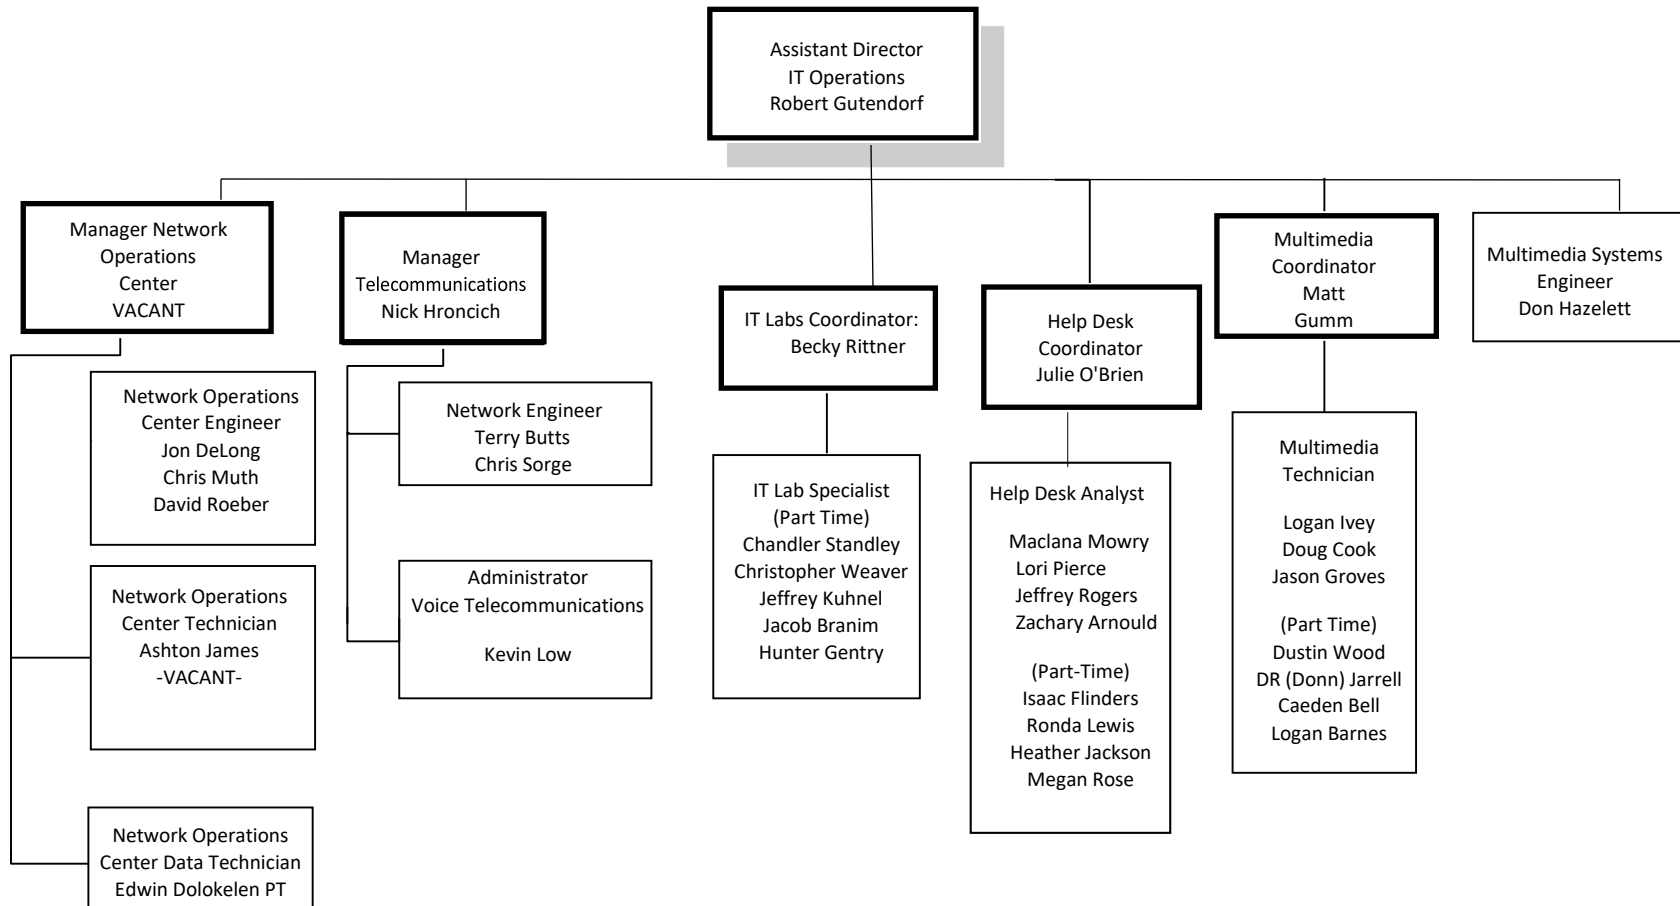 Assistant Director
IT Operations
Robert Gutendorf
Manager Network
Operations
Center
VACANT
Manager
Telecommunications
Nick Hroncich
IT Labs Coordinator:
Becky Rittner
Help Desk
Coordinator
Julie O'Brien
Multimedia
Coordinator
Matt
Gumm
Multimedia Systems
Engineer
Don Hazelett
Network Operations
Center Engineer
Jon DeLong
Chris Muth
David Roeber
Network Operations
Center Technician
Ashton James
-VACANT-
Network Operations
Center Data Technician
Edwin Dolokelen PT
Network Engineer
Terry Butts
Chris Sorge
Administrator
Voice Telecommunications
Kevin Low
IT Lab Specialist
(Part Time)
Chandler Standley
Christopher Weaver
Jeffrey Kuhnel
Jacob Branim
Hunter Gentry
Help Desk Analyst
Maclana Mowry
Lori Pierce
Jeffrey Rogers
Zachary Arnould
(Part-Time)
Isaac Flinders
Ronda Lewis
Heather Jackson
Megan Rose
Multimedia
Technician
Logan Ivey
Doug Cook
Jason Groves
(Part Time)
Dustin Wood
DR (Donn) Jarrell
Caeden Bell
Logan Barnes